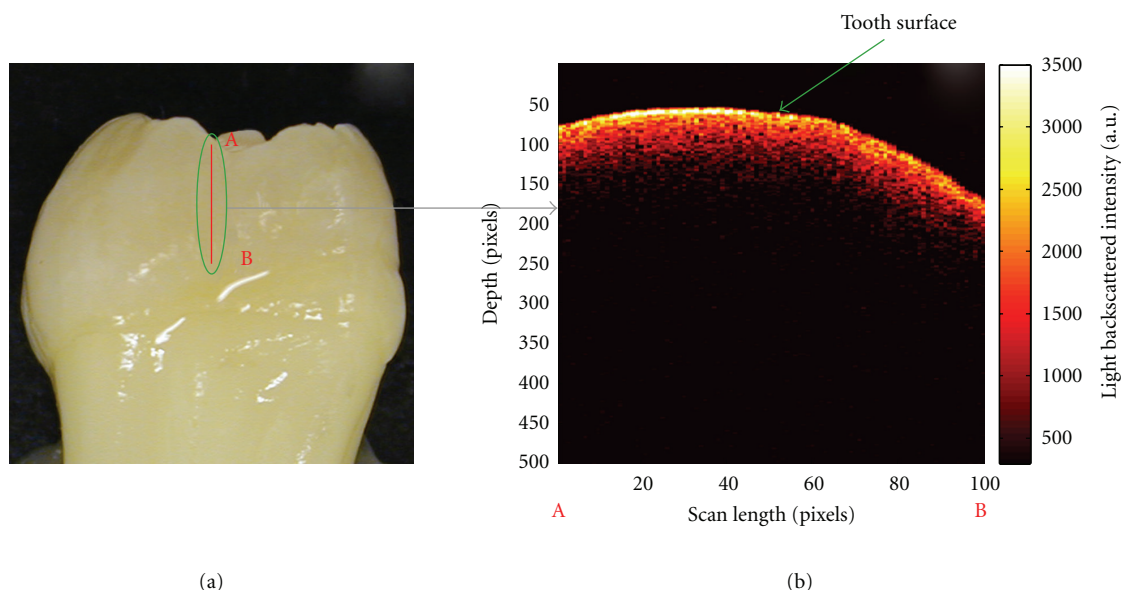 Tooth surface
A
B
Depth (pixels)
50
100
150
200
250
300
350
400
450
500
20
40
60
80
100
A
B
Scan length (pixels)
3500
3000
2500
2000
1500
1000
500
Light backscattered intensity (a.u.)
(a)
(b)